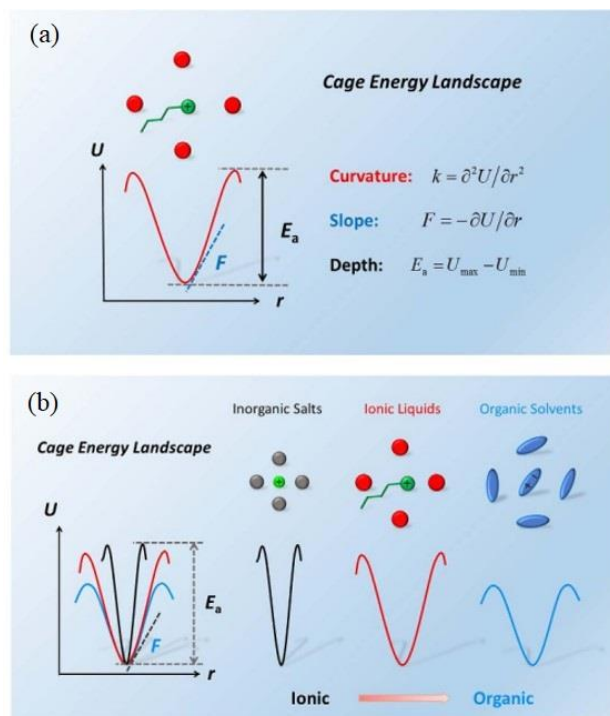 (a)
Cage Energy Landscape
+
U
Curvature: k = ∂²U/∂r²
Slope: F = −∂U/∂r
Depth: E_a = U_max − U_min
E_a
F
r
(b)
Inorganic Salts Ionic Liquids Organic Solvents
Cage Energy Landscape
+ + + -
U
E_a
F
r
Ionic Organic